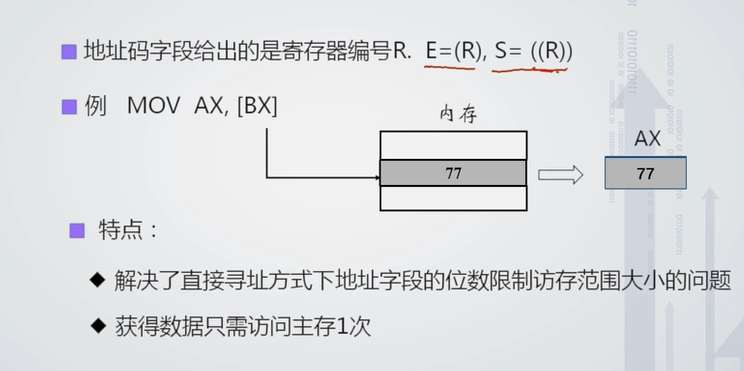 地址码字段给出的是寄存器编号R. E=(R), S= ((R))
例 MOV AX, [BX]
内存
AX
77
77
特点：
解决了直接寻址方式下地址字段的位数限制访存范围大小的问题
获得数据只需访问主存1次